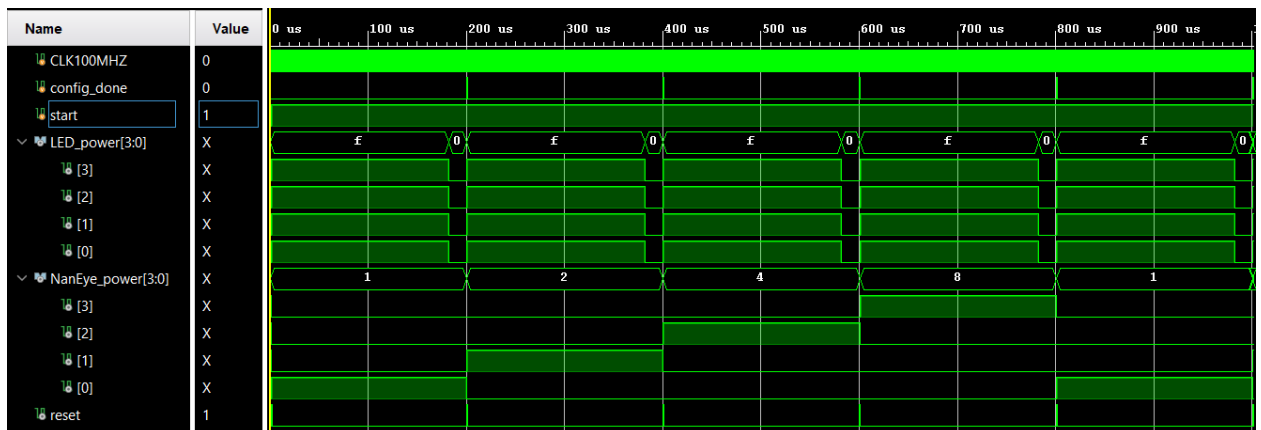 Name Value 0 us 100 us 200 us 300 us 400 us 500 us 600 us 700 us 800 us 900 us
CLK100MHZ 0
config_done 0
start 1
LED_power[3:0] X f 0 f 0 f 0 f 0 f 0
[3] X
[2] X
[1] X
[0] X
NanEye_power[3:0] X 1 2 4 8 1
[3] X
[2] X
[1] X
[0] X
reset 1